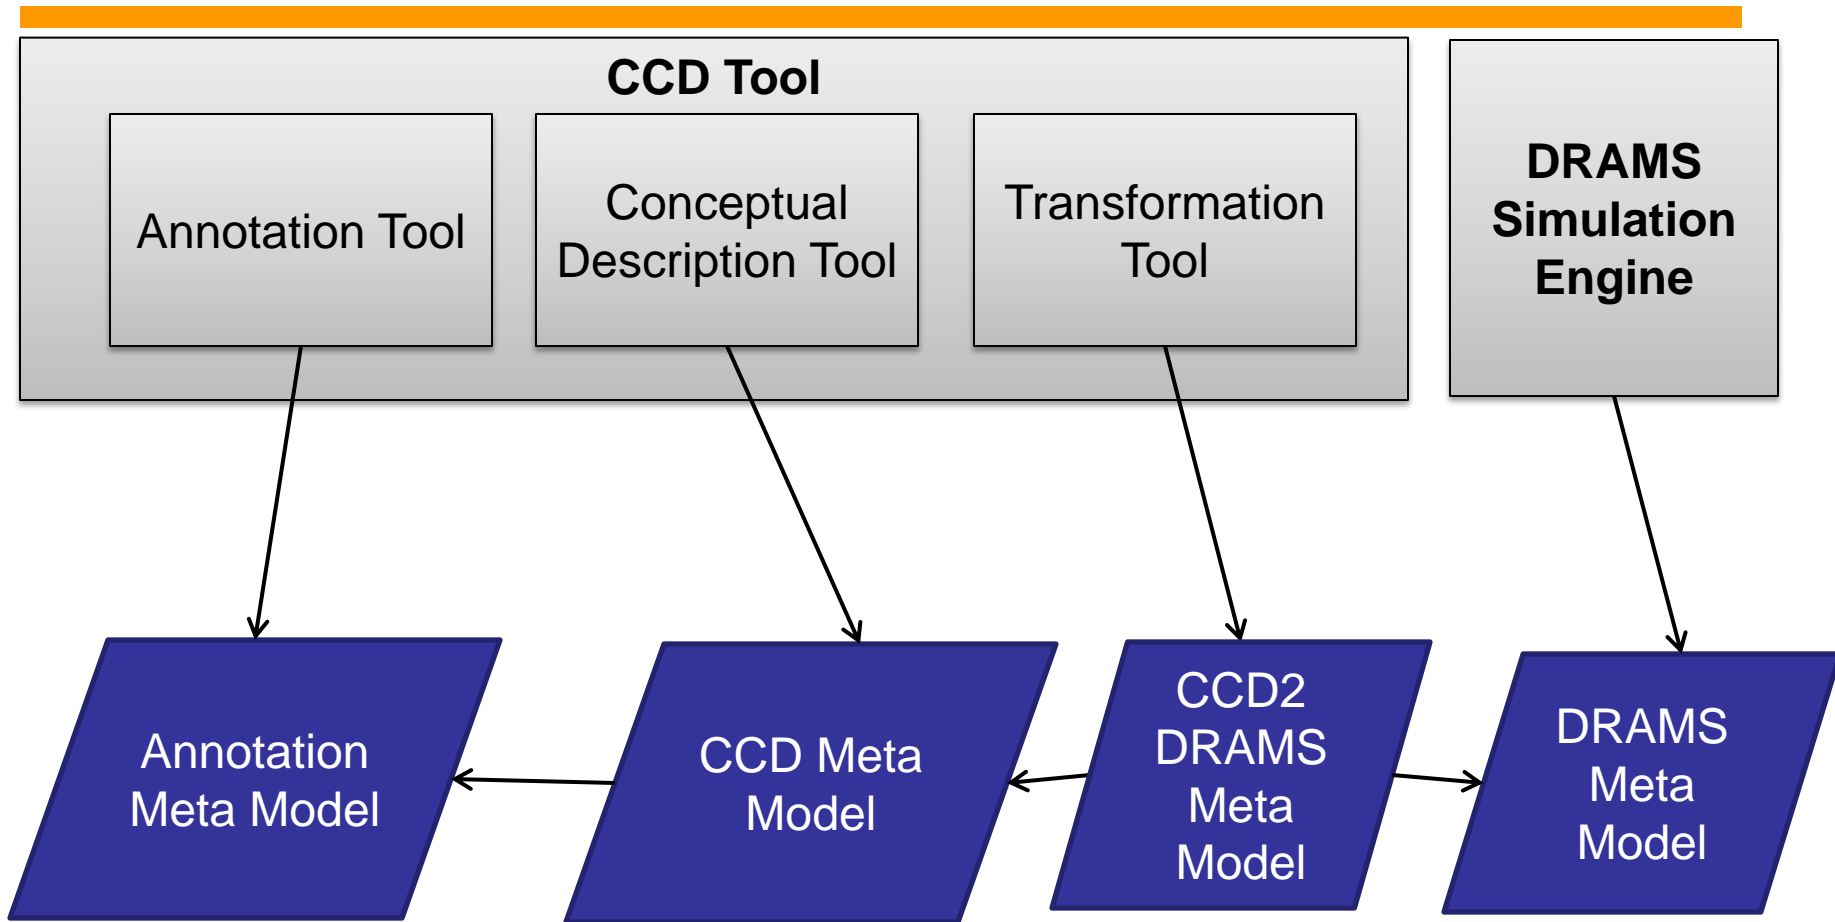 CCD Tool
Annotation Tool
Conceptual
Description Tool
Transformation
Tool
DRAMS
Simulation
Engine
Annotation
Meta Model
CCD Meta
Model
CCD2
DRAMS
Meta
Model
DRAMS
Meta
Model